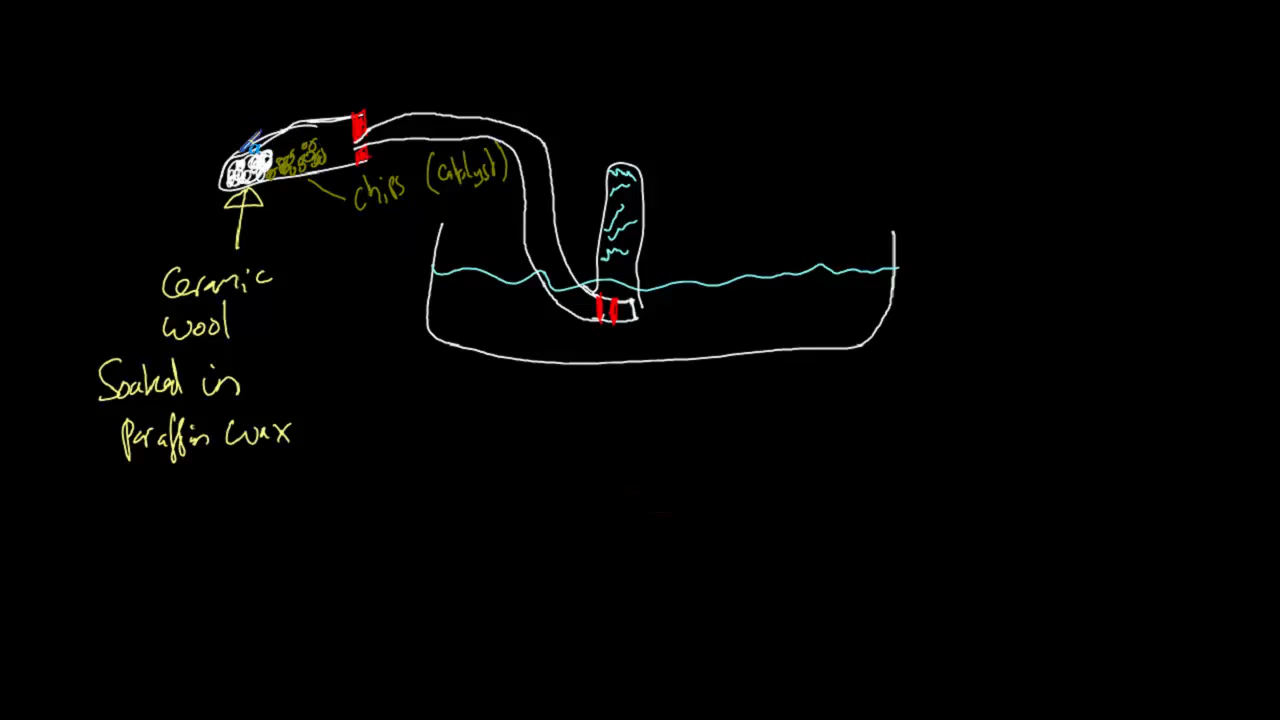 chips (catalyst)
Ceramic
wool
Soaked in
paraffin wax